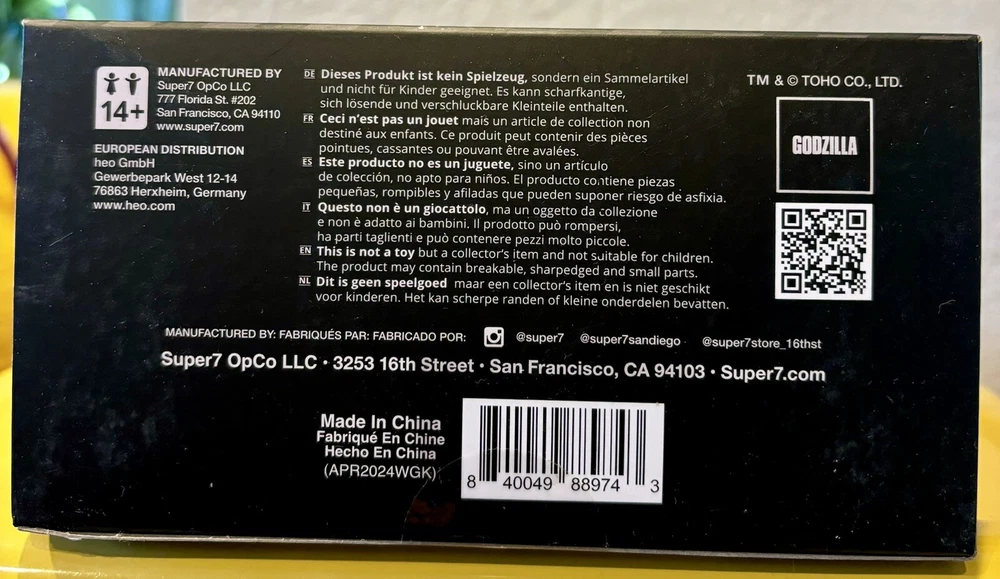 14+
MANUFACTURED BY
Super7 OpCo LLC
777 Florida St. #202
San Francisco, CA 94110
www.super7.com
EUROPEAN DISTRIBUTION
heo GmbH
Gewerbepark West 12-14
76863 Herxheim, Germany
www.heo.com
DE Dieses Produkt ist kein Spielzeug, sondern ein Sammelartikel
und nicht für Kinder geeignet. Es kann scharfkantige,
sich lösende und verschluckbare Kleinteile enthalten.
FR Ceci n'est pas un jouet mais un article de collection non
destiné aux enfants. Ce produit peut contenir des pièces
pointues, cassantes ou pouvant être avalées.
ES Este producto no es un juguete, sino un artículo
de colección, no apto para niños. El producto contiene piezas
pequeñas, rompibles y afiladas que pueden suponer riesgo de asfixia.
IT Questo non è un giocattolo, ma un oggetto da collezione
e non è adatto ai bambini. Il prodotto può rompersi,
ha parti taglienti e può contenere pezzi molto piccole.
EN This is not a toy but a collector's item and not suitable for children.
The product may contain breakable, sharpedged and small parts.
NL Dit is geen speelgoed maar een collector's item en is niet geschikt
voor kinderen. Het kan scherpe randen of kleine onderdelen bevatten.
TM & © TOHO CO., LTD.
GODZILLA
MANUFACTURED BY: FABRIQUÉS PAR: FABRICADO POR: @super7 @super7sandiego @super7store_16thst
Super7 OpCo LLC • 3253 16th Street • San Francisco, CA 94103 • Super7.com
Made In China
Fabriqué En Chine
Hecho En China
(APR2024WGK)
8 40049 88974 3